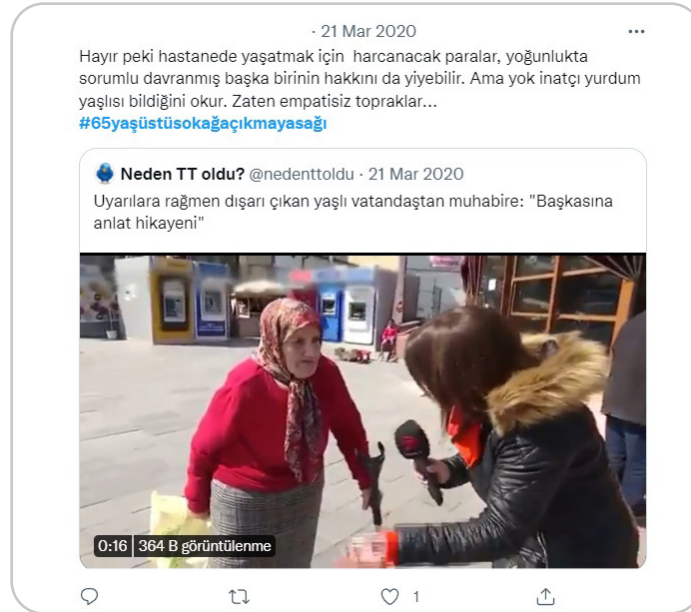 · 21 Mar 2020
Hayır peki hastanede yaşatmak için harcanacak paralar, yoğunlukta
sorumlu davranmış başka birinin hakkını da yiyebilir. Ama yok inatçı yurdum
yaşlısı bildiğini okur. Zaten empatisiz topraklar...
#65yaşüstüsokağaçıkmayasağı
Neden TT oldu? @nedenttoldu · 21 Mar 2020
Uyarılara rağmen dışarı çıkan yaşlı vatandaştan muhabire: "Başkasına
anlat hikayeni"
0:16 364 B görüntülenme
1